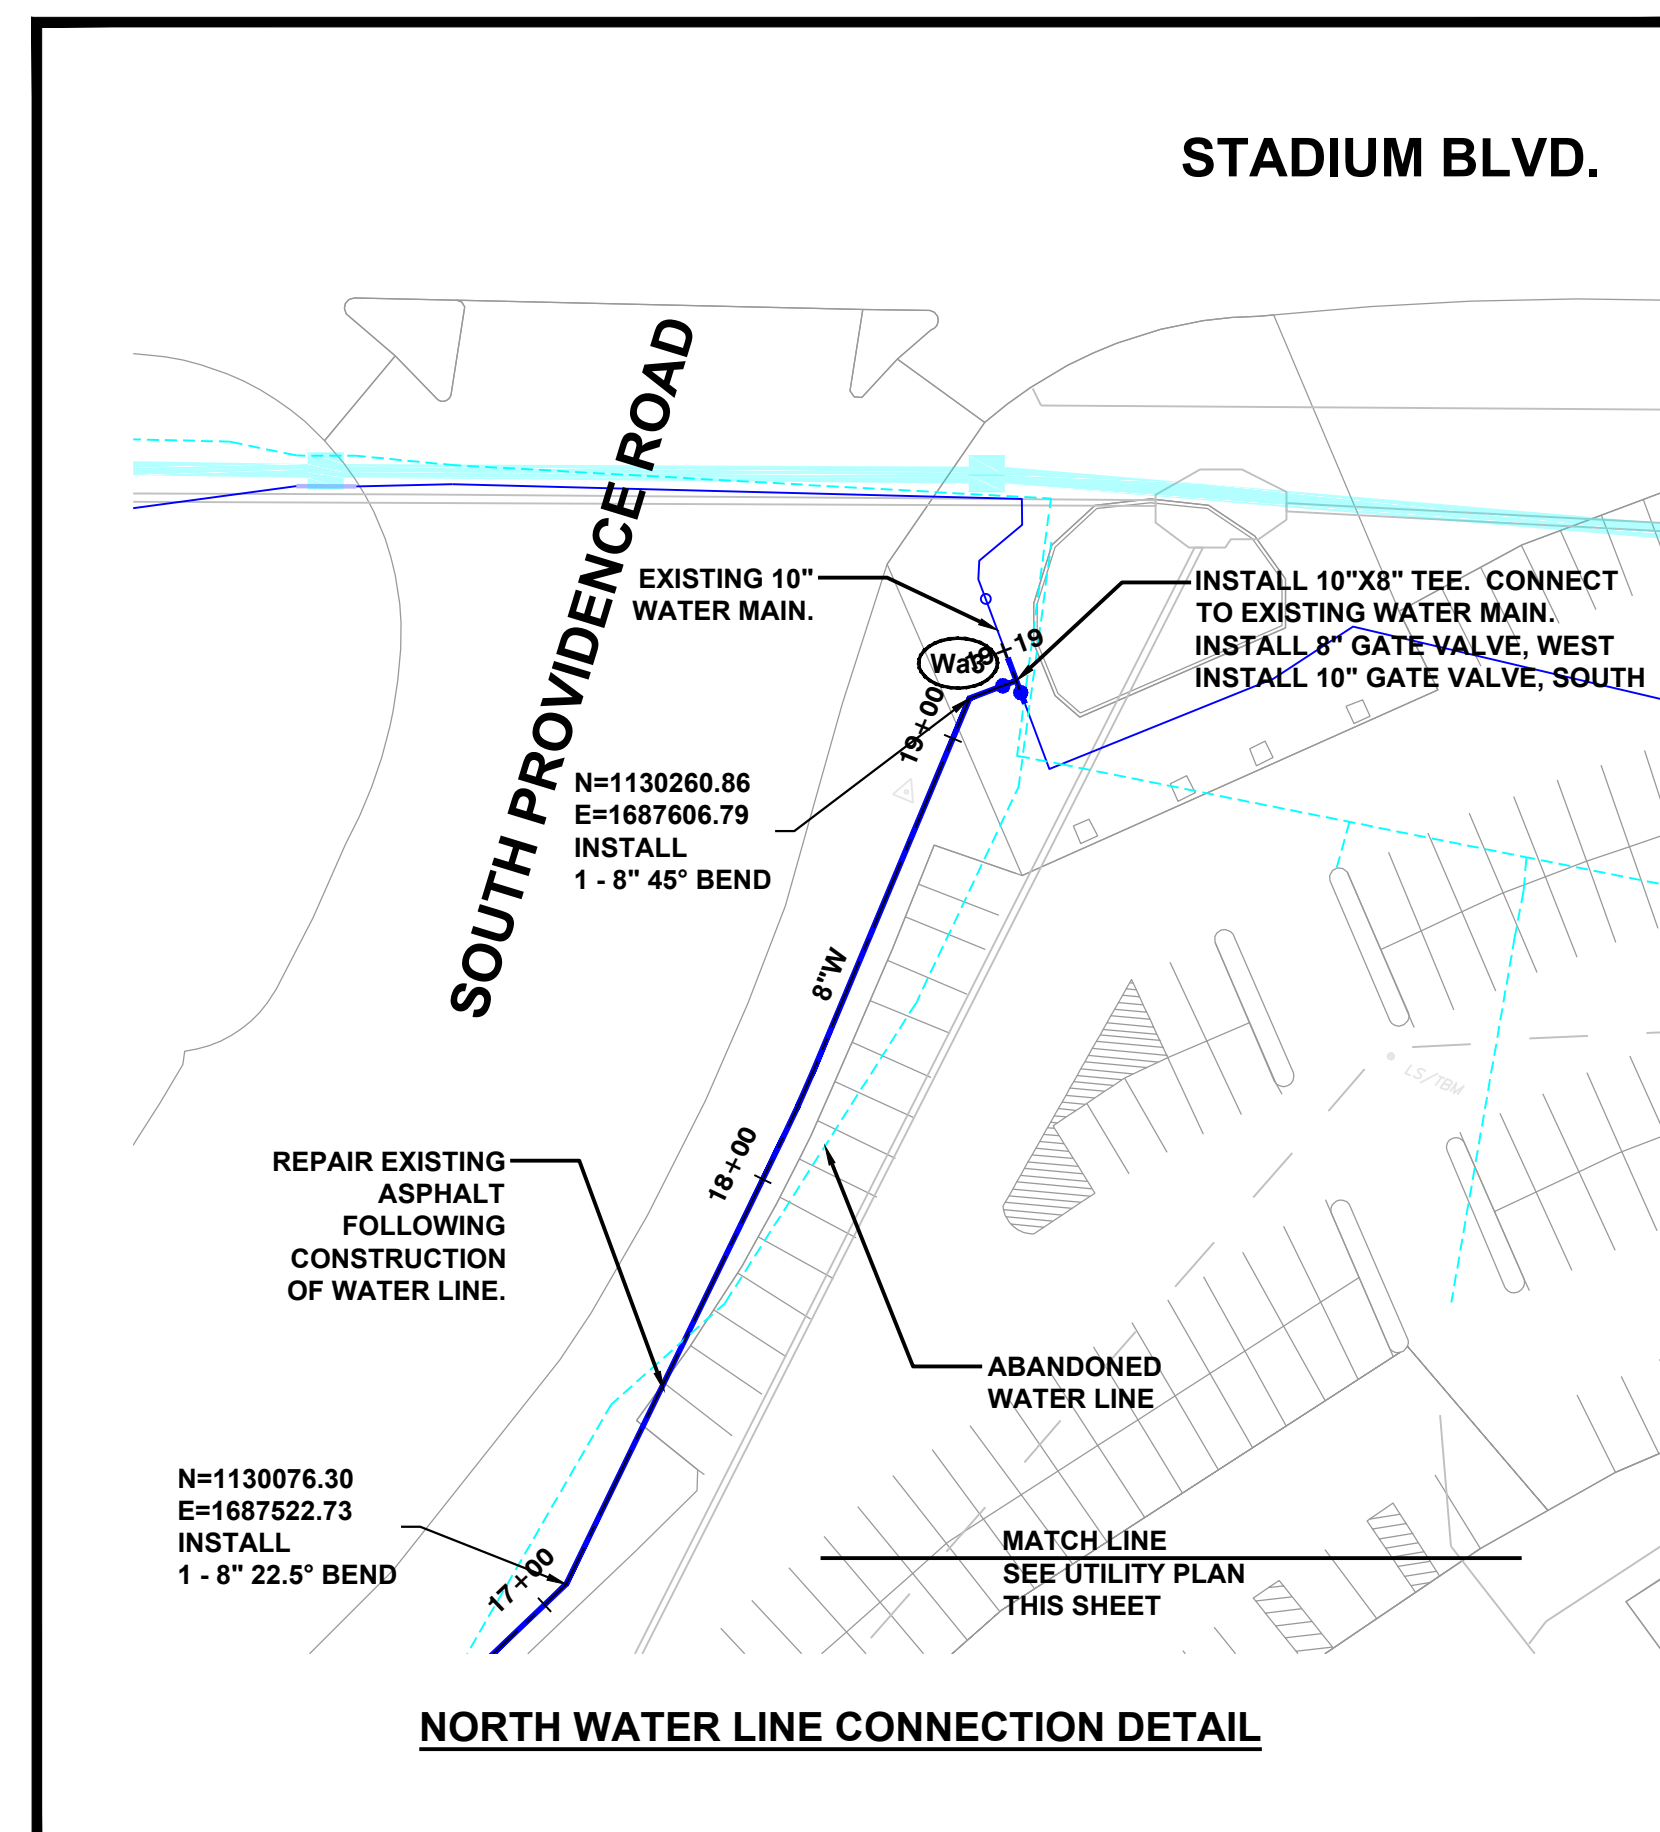 STADIUM BLVD.
SOUTH PROVIDENCE ROAD
EXISTING 10"
WATER MAIN.
INSTALL 10"X8" TEE. CONNECT
TO EXISTING WATER MAIN.
INSTALL 8" GATE VALVE, WEST
INSTALL 10" GATE VALVE, SOUTH
Wa3
19+19
19+00
N=1130260.86
E=1687606.79
INSTALL
1 - 8" 45° BEND
8"W
LS/TBM
18+00
REPAIR EXISTING
ASPHALT
FOLLOWING
CONSTRUCTION
OF WATER LINE.
ABANDONED
WATER LINE
N=1130076.30
E=1687522.73
INSTALL
1 - 8" 22.5° BEND
17+00
MATCH LINE
SEE UTILITY PLAN
THIS SHEET
NORTH WATER LINE CONNECTION DETAIL